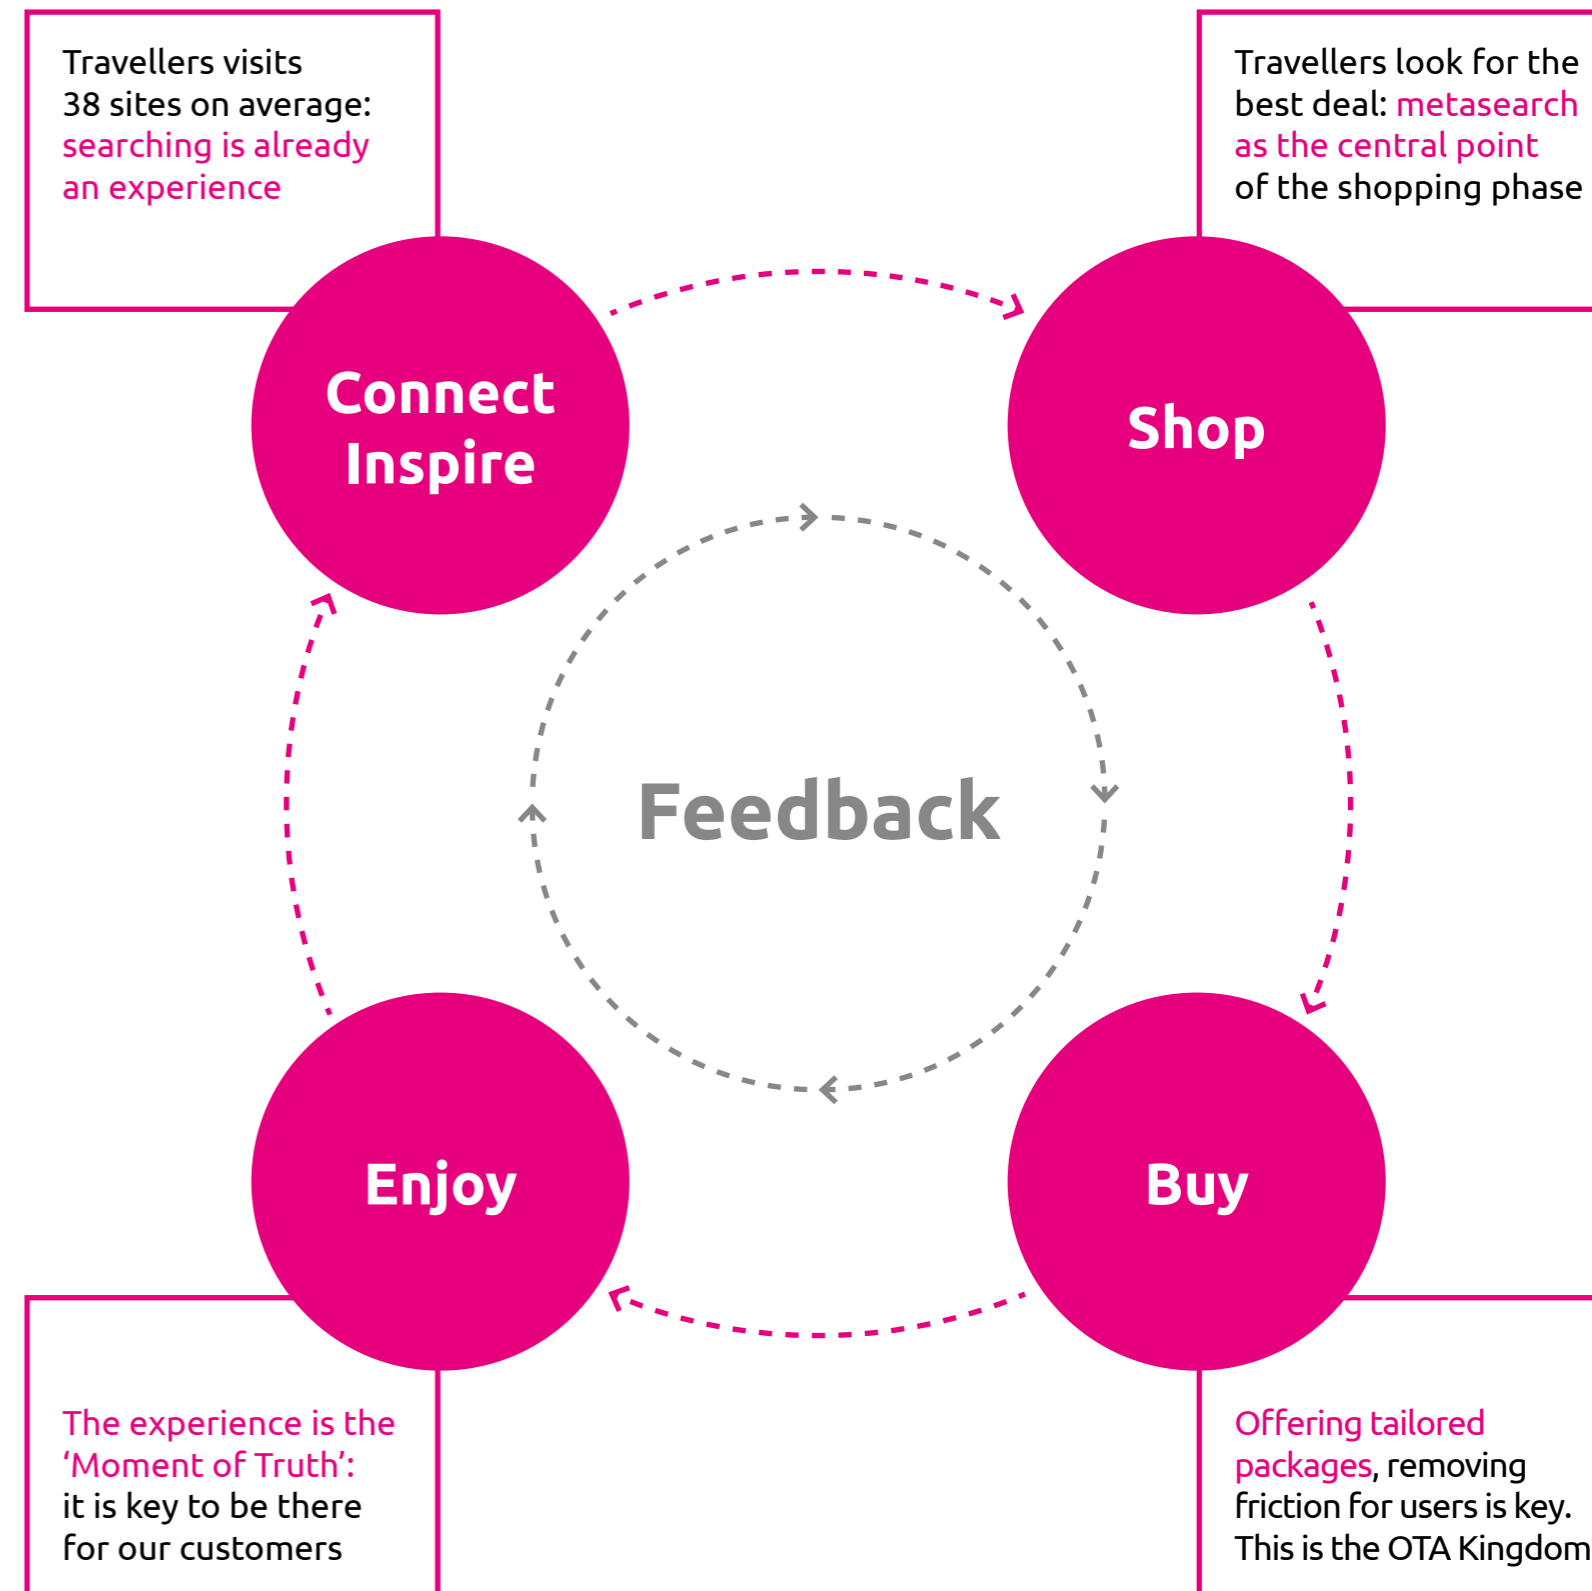 Travellers visits
38 sites on average:
searching is already
an experience
Travellers look for the
best deal: metasearch
as the central point
of the shopping phase
Connect
Inspire
Shop
Feedback
Enjoy
Buy
The experience is the
‘Moment of Truth’:
it is key to be there
for our customers
Offering tailored
packages, removing
friction for users is key.
This is the OTA Kingdom